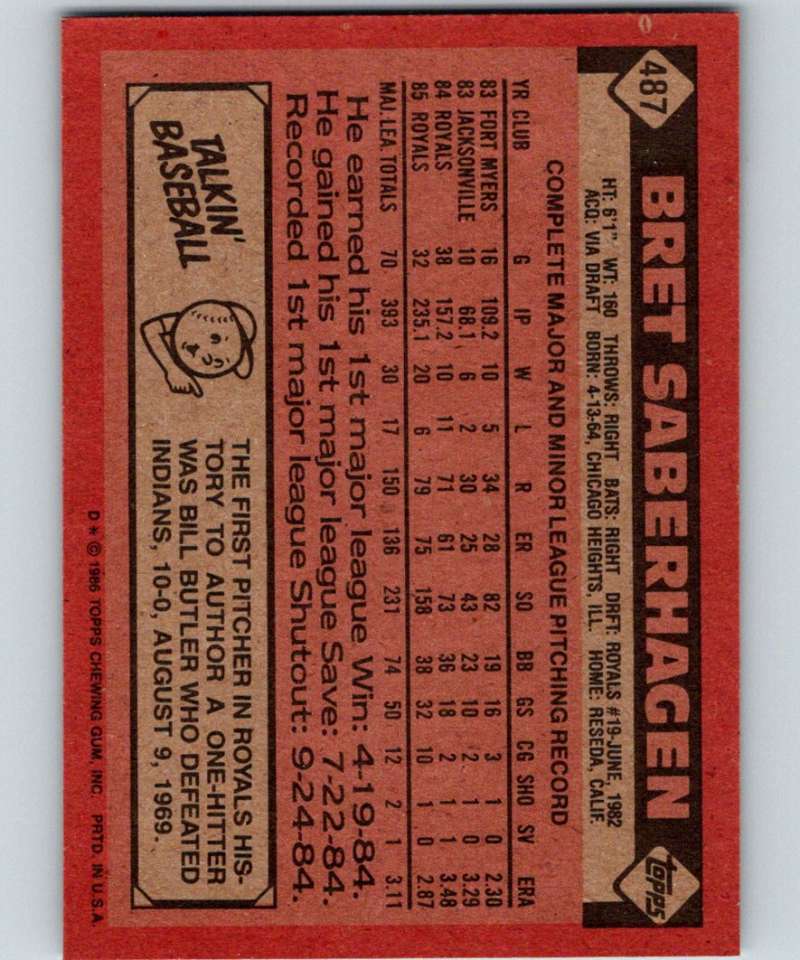 487
BRET SABERHAGEN
topps
HT: 6'1" WT: 160 THROWS: RIGHT BATS: RIGHT DRFT: ROYALS #19-JUNE, 1982
ACQ: VIA DRAFT BORN: 4-13-64, CHICAGO HEIGHTS, ILL. HOME: RESEDA, CALIF.
COMPLETE MAJOR AND MINOR LEAGUE PITCHING RECORD
YR CLUB G IP W L R ER SO BB GS CG SHO SV ERA
83 FORT MYERS 16 109.2 10 5 34 28 82 19 16 3 1 0 2.30
83 JACKSONVILLE 10 68.1 6 2 30 25 43 23 10 2 0 0 3.29
84 ROYALS 38 157.2 10 11 71 61 73 36 18 2 1 1 3.48
85 ROYALS 32 235.1 20 6 79 75 158 38 32 10 1 0 2.87
MAJ. LEA. TOTALS 70 393 30 17 150 136 231 74 50 12 2 1 3.11
He earned his 1st major league Win: 4-19-84.
He gained his 1st major league Save: 7-22-84.
Recorded 1st major league Shutout: 9-24-84.
TALKIN'
BASEBALL
THE FIRST PITCHER IN ROYALS HIS-
TORY TO AUTHOR A ONE-HITTER
WAS BILL BUTLER WHO DEFEATED
INDIANS, 10-0, AUGUST 9, 1969.
D * © 1986 TOPPS CHEWING GUM, INC. PRTD. IN U.S.A.